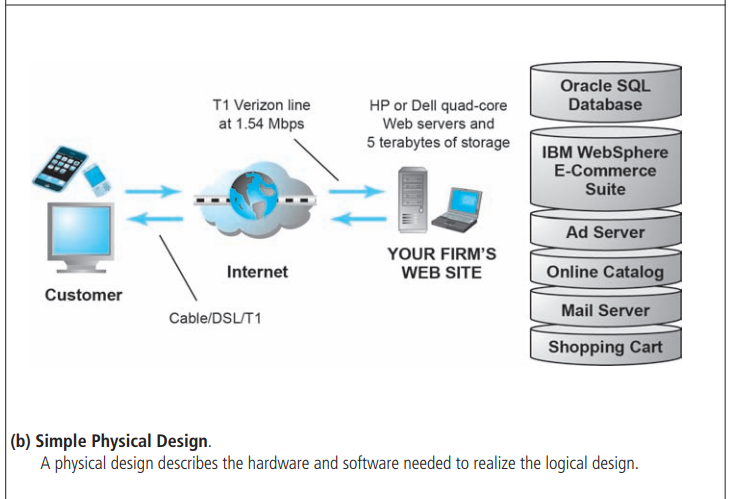 T1 Verizon line
at 1.54 Mbps
HP or Dell quad-core
Web servers and
5 terabytes of storage
Customer
Cable/DSL/T1
Internet
YOUR FIRM'S
WEB SITE
Oracle SQL
Database
IBM WebSphere
E-Commerce
Suite
Ad Server
Online Catalog
Mail Server
Shopping Cart
(b) Simple Physical Design.
A physical design describes the hardware and software needed to realize the logical design.